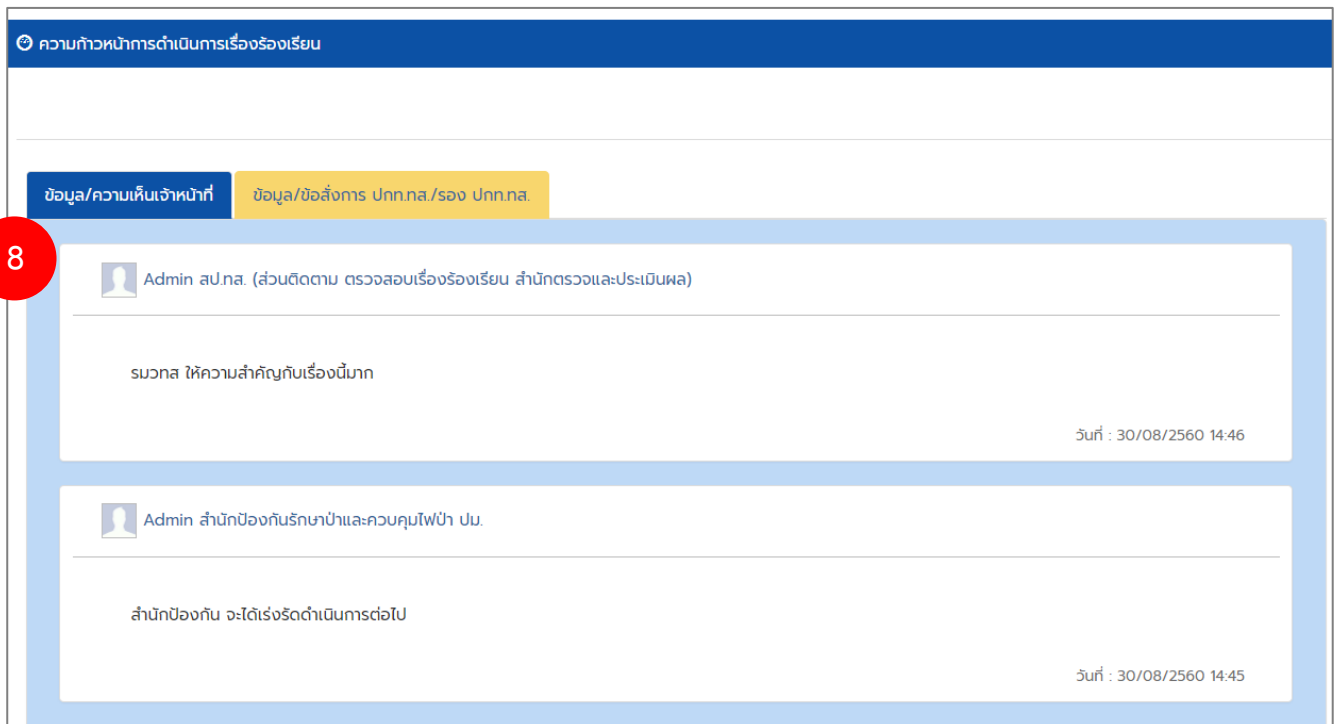 ความก้าวหน้าการดำเนินการเรื่องร้องเรียน
ข้อมูล/ความเห็นเจ้าหน้าที่
ข้อมูล/ข้อสั่งการ ปกท.ทส./รอง ปกท.ทส.
8
Admin สป.ทส. (ส่วนติดตาม ตรวจสอบเรื่องร้องเรียน สำนักตรวจและประเมินผล)
รมวทส ให้ความสำคัญกับเรื่องนี้มาก
วันที่ : 30/08/2560 14:46
Admin สำนักป้องกันรักษาป่าและควบคุมไฟป่า ปม.
สำนักป้องกัน จะได้เร่งรัดดำเนินการต่อไป
วันที่ : 30/08/2560 14:45